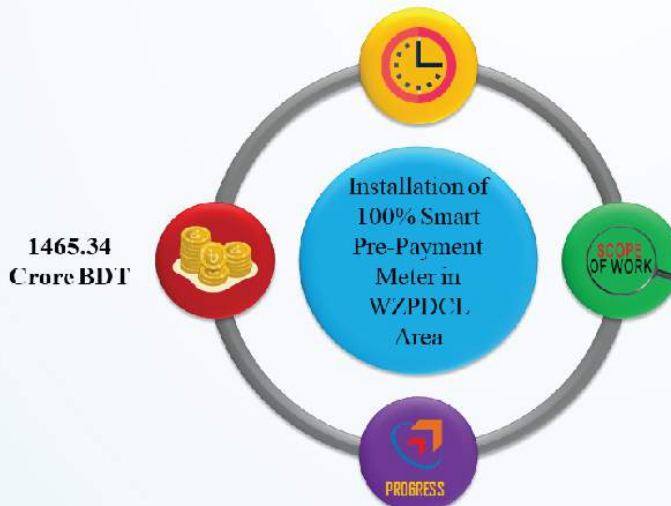 Installation of
100% Smart
Pre-Payment
Meter in
WZPDCL
Area
1465.34
Crore BDT
SCOPE
OF WORK
PROGRESS